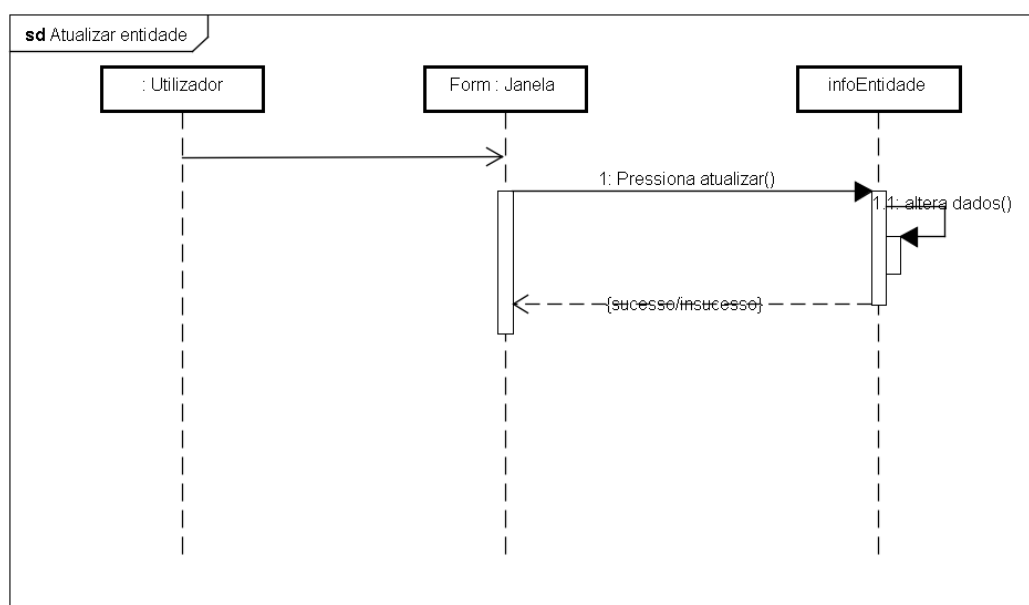 sd Atualizar entidade
: Utilizador
Form : Janela
infoEntidade
1: Pressiona atualizar()
1.1: altera dados()
{sucesso/insucesso}